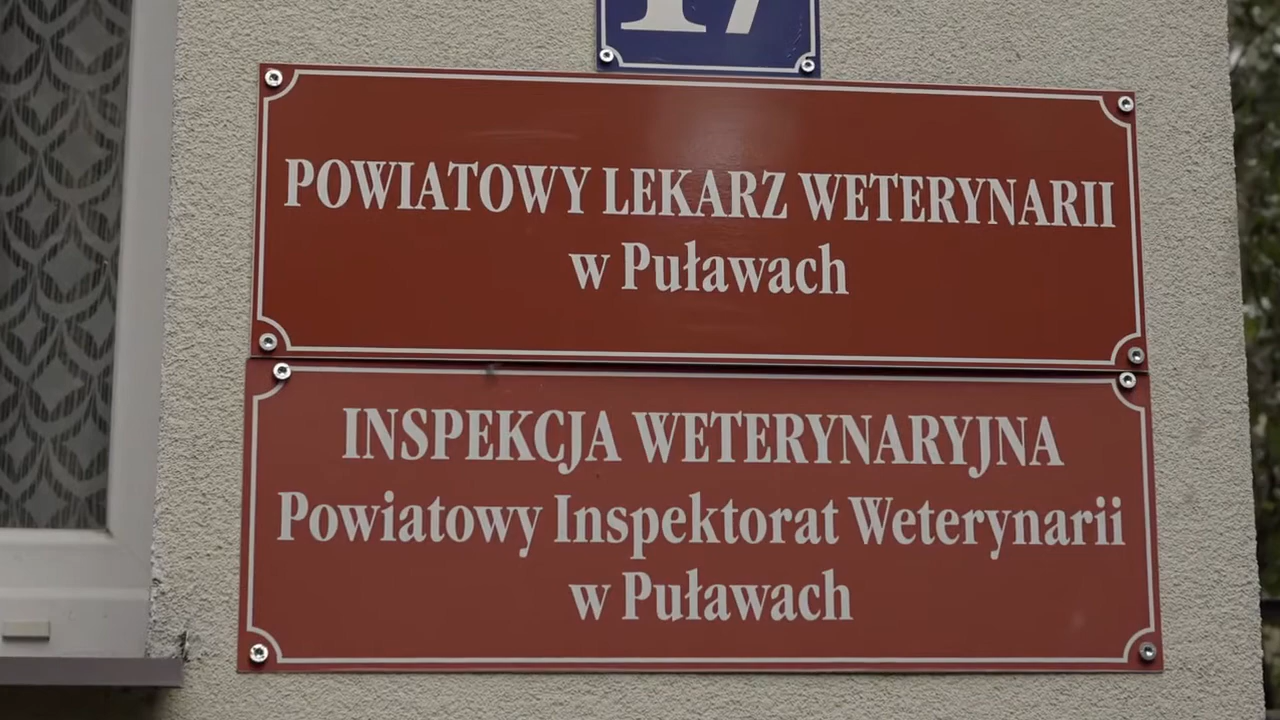 17
POWIATOWY LEKARZ WETERYNARII
w Puławach
INSPEKCJA WETERYNARYJNA
Powiatowy Inspektorat Weterynarii
w Puławach